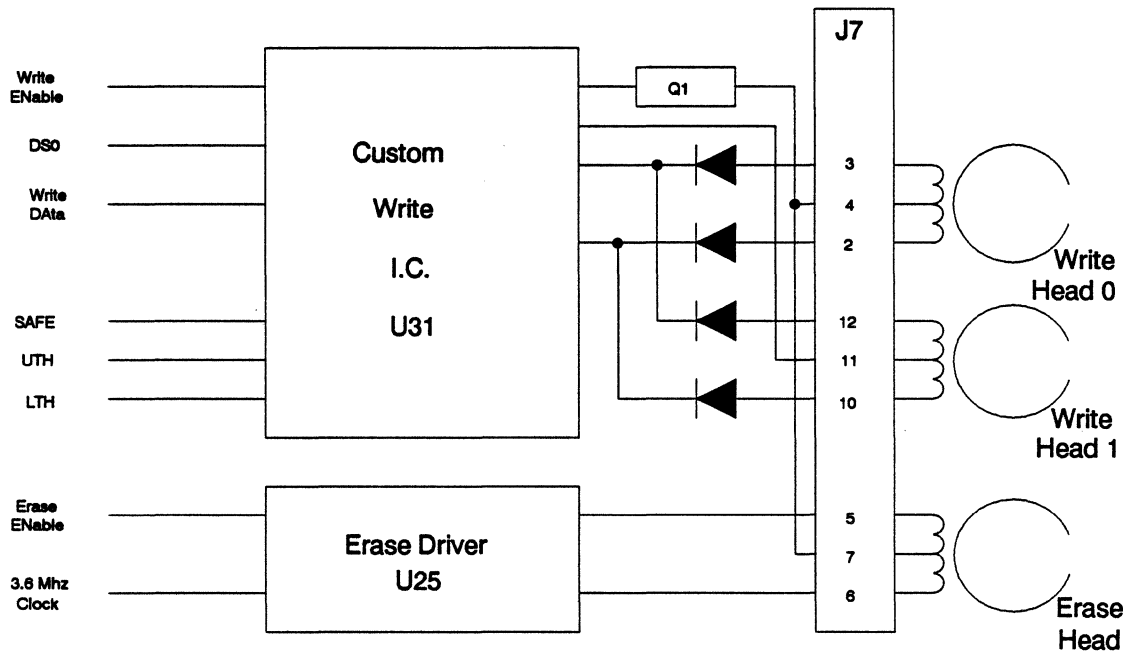 J7
Write
ENable
Q1
DS0
Custom
3
Write
DAta
Write
4
2
I.C.
Write
Head 0
SAFE
U31
12
UTH
11
LTH
10
Write
Head 1
Erase
ENable
5
Erase Driver
U25
7
3.6 Mhz
Clock
6
Erase
Head